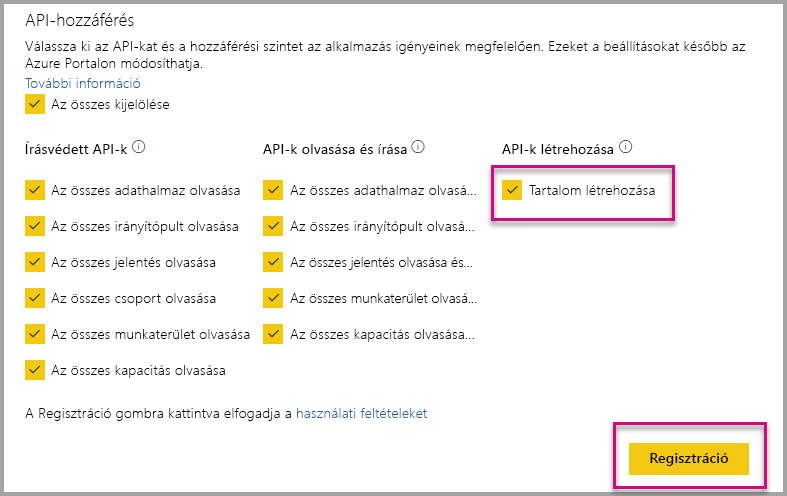 API-hozzáférés
Válassza ki az API-kat és a hozzáférési szintet az alkalmazás igényeinek megfelelően. Ezeket a beállításokat később az
Azure Portalon módosíthatja.
További információ
Az összes kijelölése
Írásvédett API-k
API-k olvasása és írása
API-k létrehozása
Az összes adathalmaz olvasása
Az összes adathalmaz olvasá...
Tartalom létrehozása
Az összes irányítópult olvasása
Az összes irányítópult olvasá...
Az összes jelentés olvasása
Az összes jelentés olvasása és...
Az összes csoport olvasása
Az összes munkaterület olvasá...
Az összes munkaterület olvasása
Az összes kapacitás olvasása...
Az összes kapacitás olvasása
A Regisztráció gombra kattintva elfogadja a használati feltételeket
Regisztráció